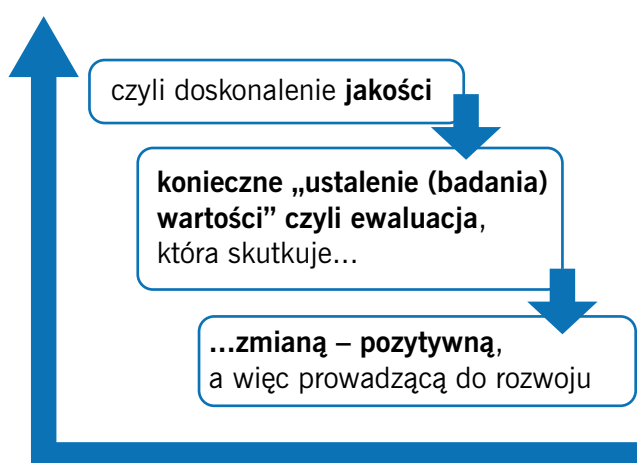 czyli doskonalenie jakości
konieczne „ustalenie (badania)
wartości” czyli ewaluacja,
która skutkuje...
...zmianą – pozytywną,
a więc prowadzącą do rozwoju